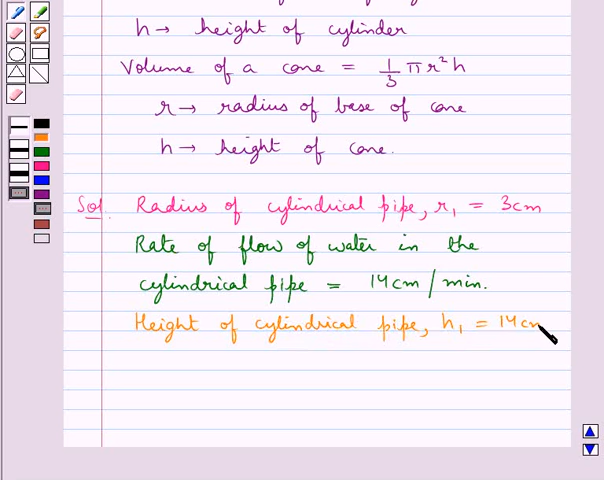 h → height of cylinder
Volume of a cone = 1/3 π r² h
r → radius of base of cone
h → height of cone.
Sol. Radius of cylindrical pipe, r₁ = 3cm
Rate of flow of water in the
cylindrical pipe = 14cm/min.
Height of cylindrical pipe, h₁ = 14cm